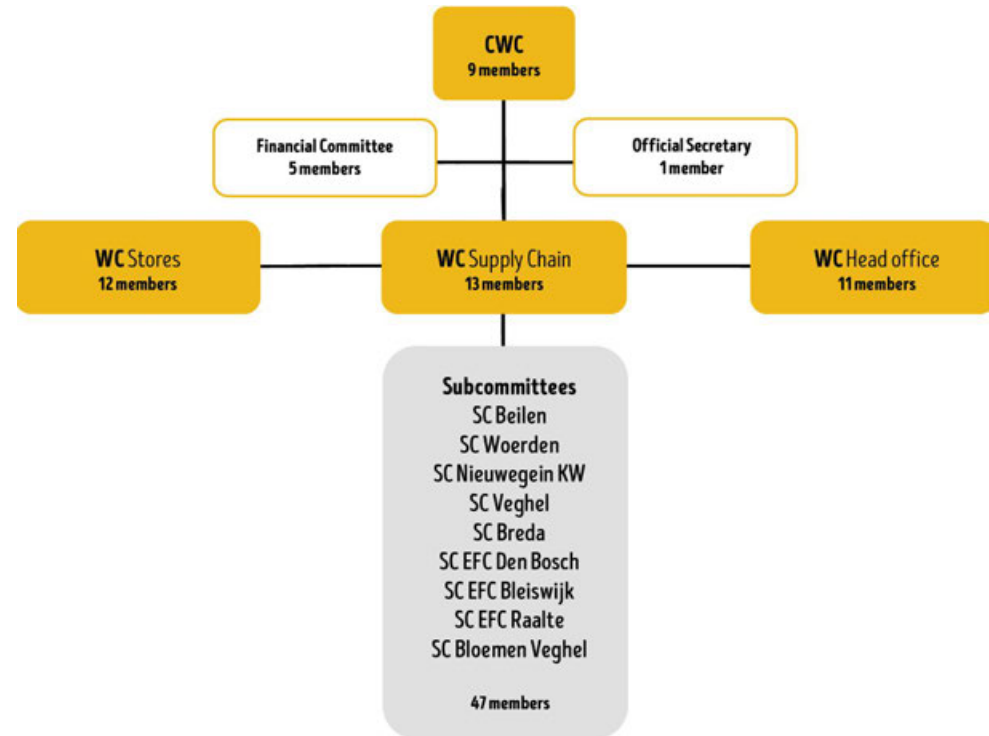 CWC
9 members
Financial Committee
5 members
Official Secretary
1 member
WC Stores
12 members
WC Supply Chain
13 members
WC Head office
11 members
Subcommittees
SC Beilen
SC Woerden
SC Nieuwegein KW
SC Veghel
SC Breda
SC EFC Den Bosch
SC EFC Bleiswijk
SC EFC Raalte
SC Bloemen Veghel
47 members